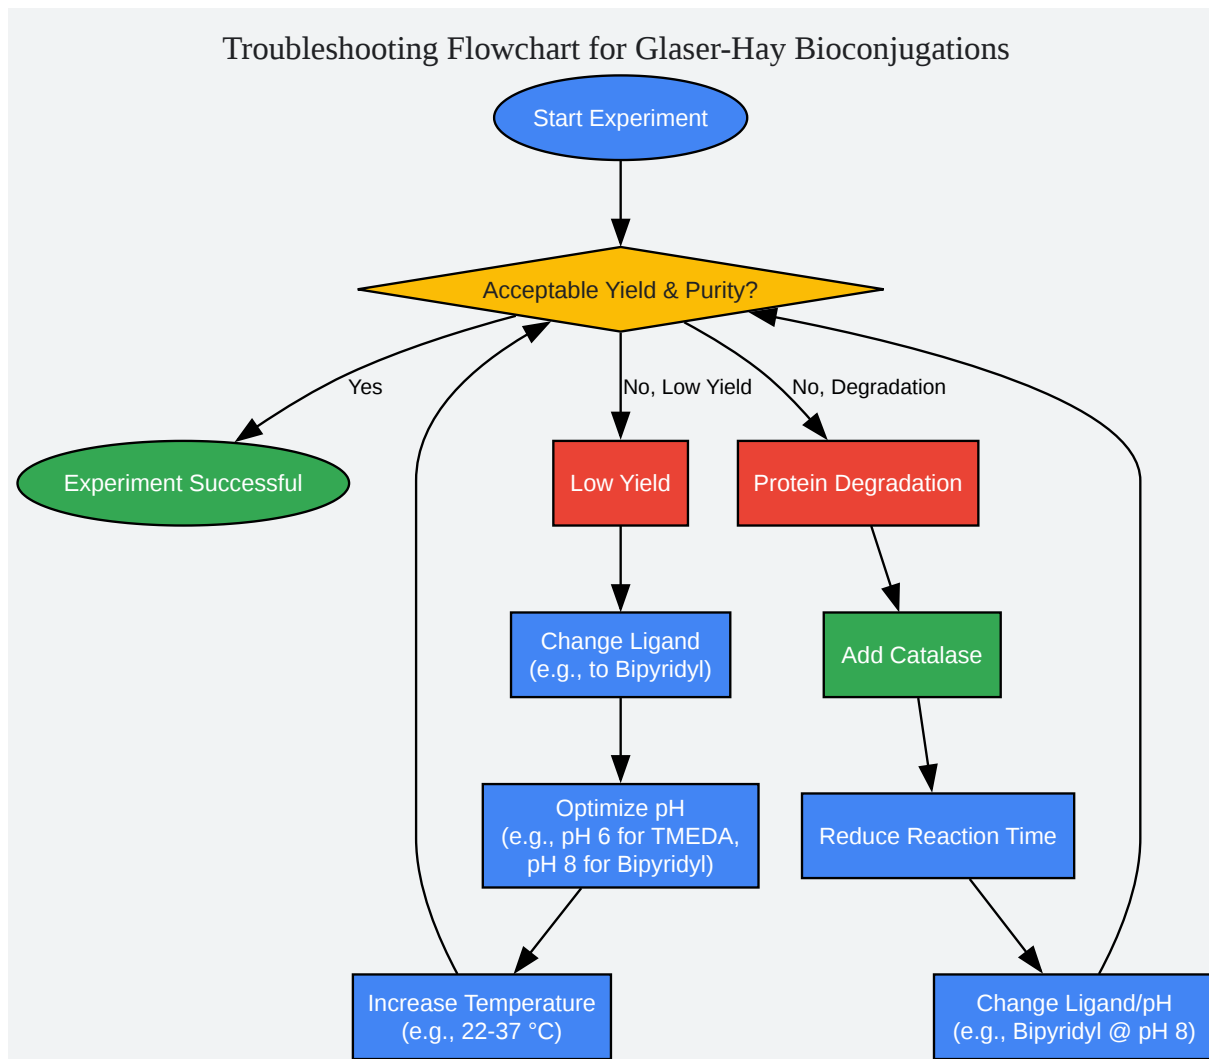 Troubleshooting Flowchart for Glaser-Hay Bioconjugations
Start Experiment
Acceptable Yield & Purity?
Yes
No, Low Yield
No, Degradation
Experiment Successful
Low Yield
Protein Degradation
Change Ligand
(e.g., to Bipyridyl)
Add Catalase
Optimize pH
(e.g., pH 6 for TMEDA,
pH 8 for Bipyridyl)
Reduce Reaction Time
Increase Temperature
(e.g., 22-37 °C)
Change Ligand/pH
(e.g., Bipyridyl @ pH 8)